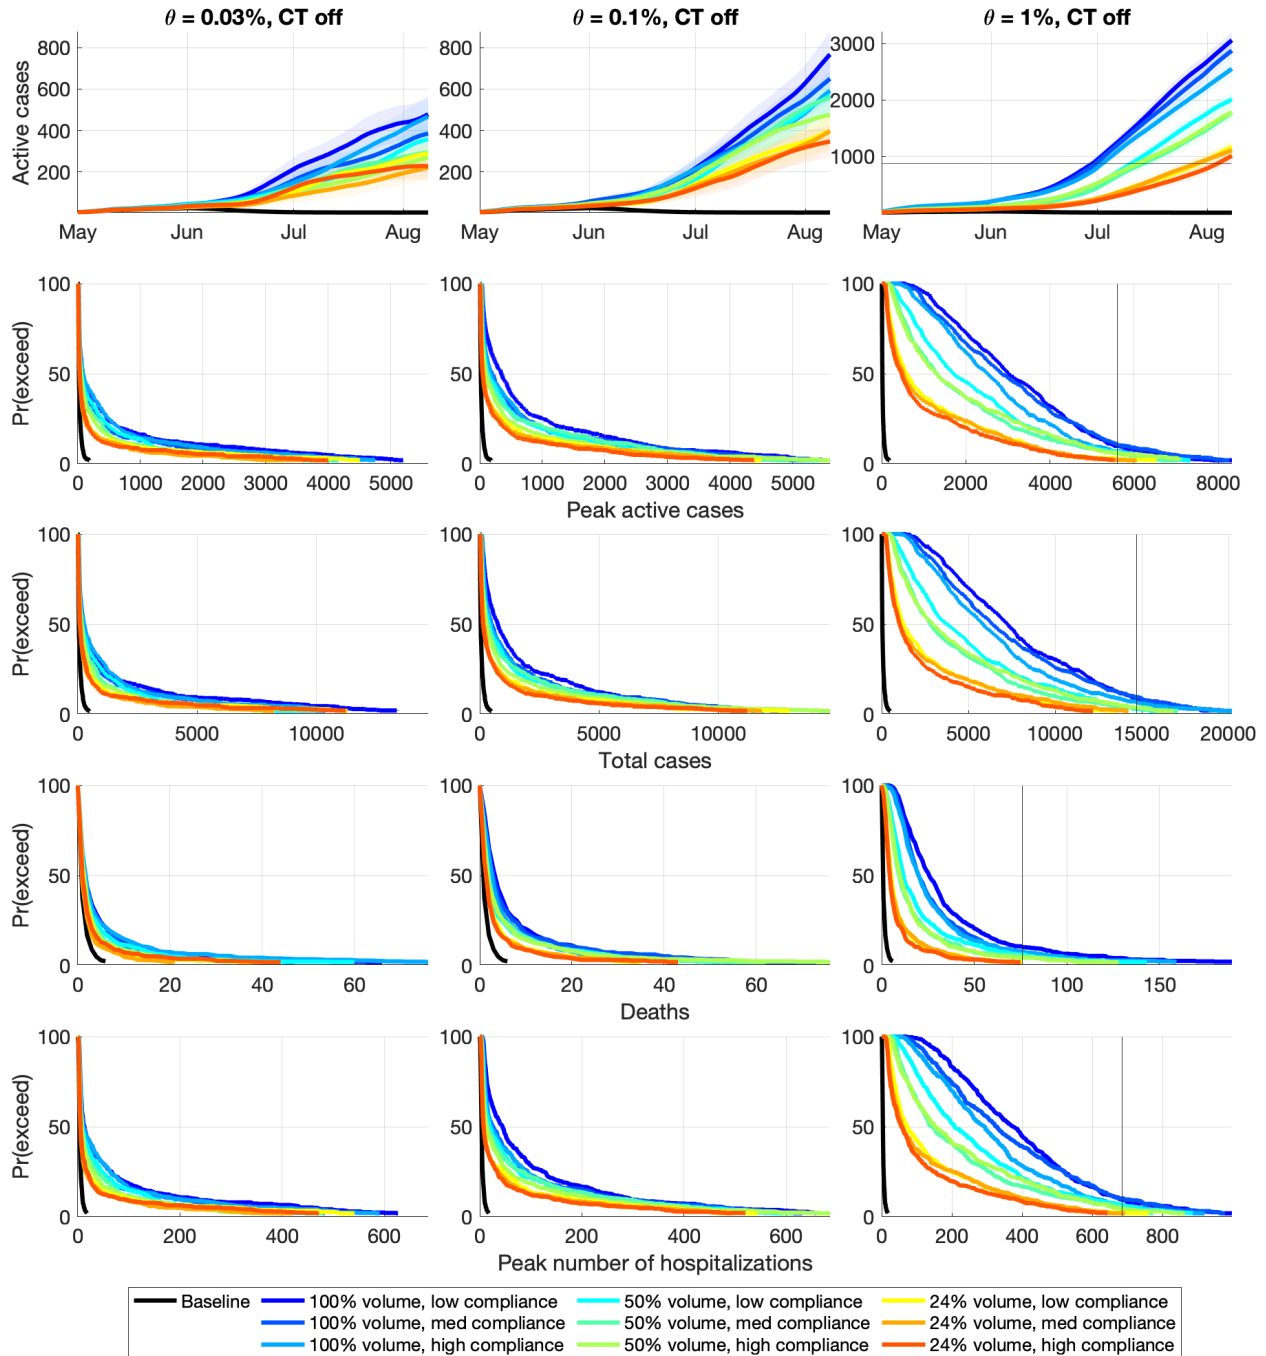 θ = 0.03%, CT off θ = 0.1%, CT off θ = 1%, CT off
Active cases
800 600 400 200
May Jun Jul Aug
800 600 400 200
May Jun Jul Aug
3000 2000 1000
May Jun Jul Aug
Pr(exceed)
100 50 0
0 1000 2000 3000 4000 5000
100 50 0
0 1000 2000 3000 4000 5000
100 50 0
0 2000 4000 6000 8000
Peak active cases
Pr(exceed)
100 50 0
0 5000 10000
100 50 0
0 5000 10000
100 50 0
0 5000 10000 15000 20000
Total cases
Pr(exceed)
100 50 0
0 20 40 60
100 50 0
0 20 40 60
100 50 0
0 50 100 150
Deaths
Pr(exceed)
100 50 0
0 200 400 600
100 50 0
0 200 400 600
100 50 0
0 200 400 600 800
Peak number of hospitalizations
Baseline 100% volume, low compliance 50% volume, low compliance 24% volume, low compliance
100% volume, med compliance 50% volume, med compliance 24% volume, med compliance
100% volume, high compliance 50% volume, high compliance 24% volume, high compliance